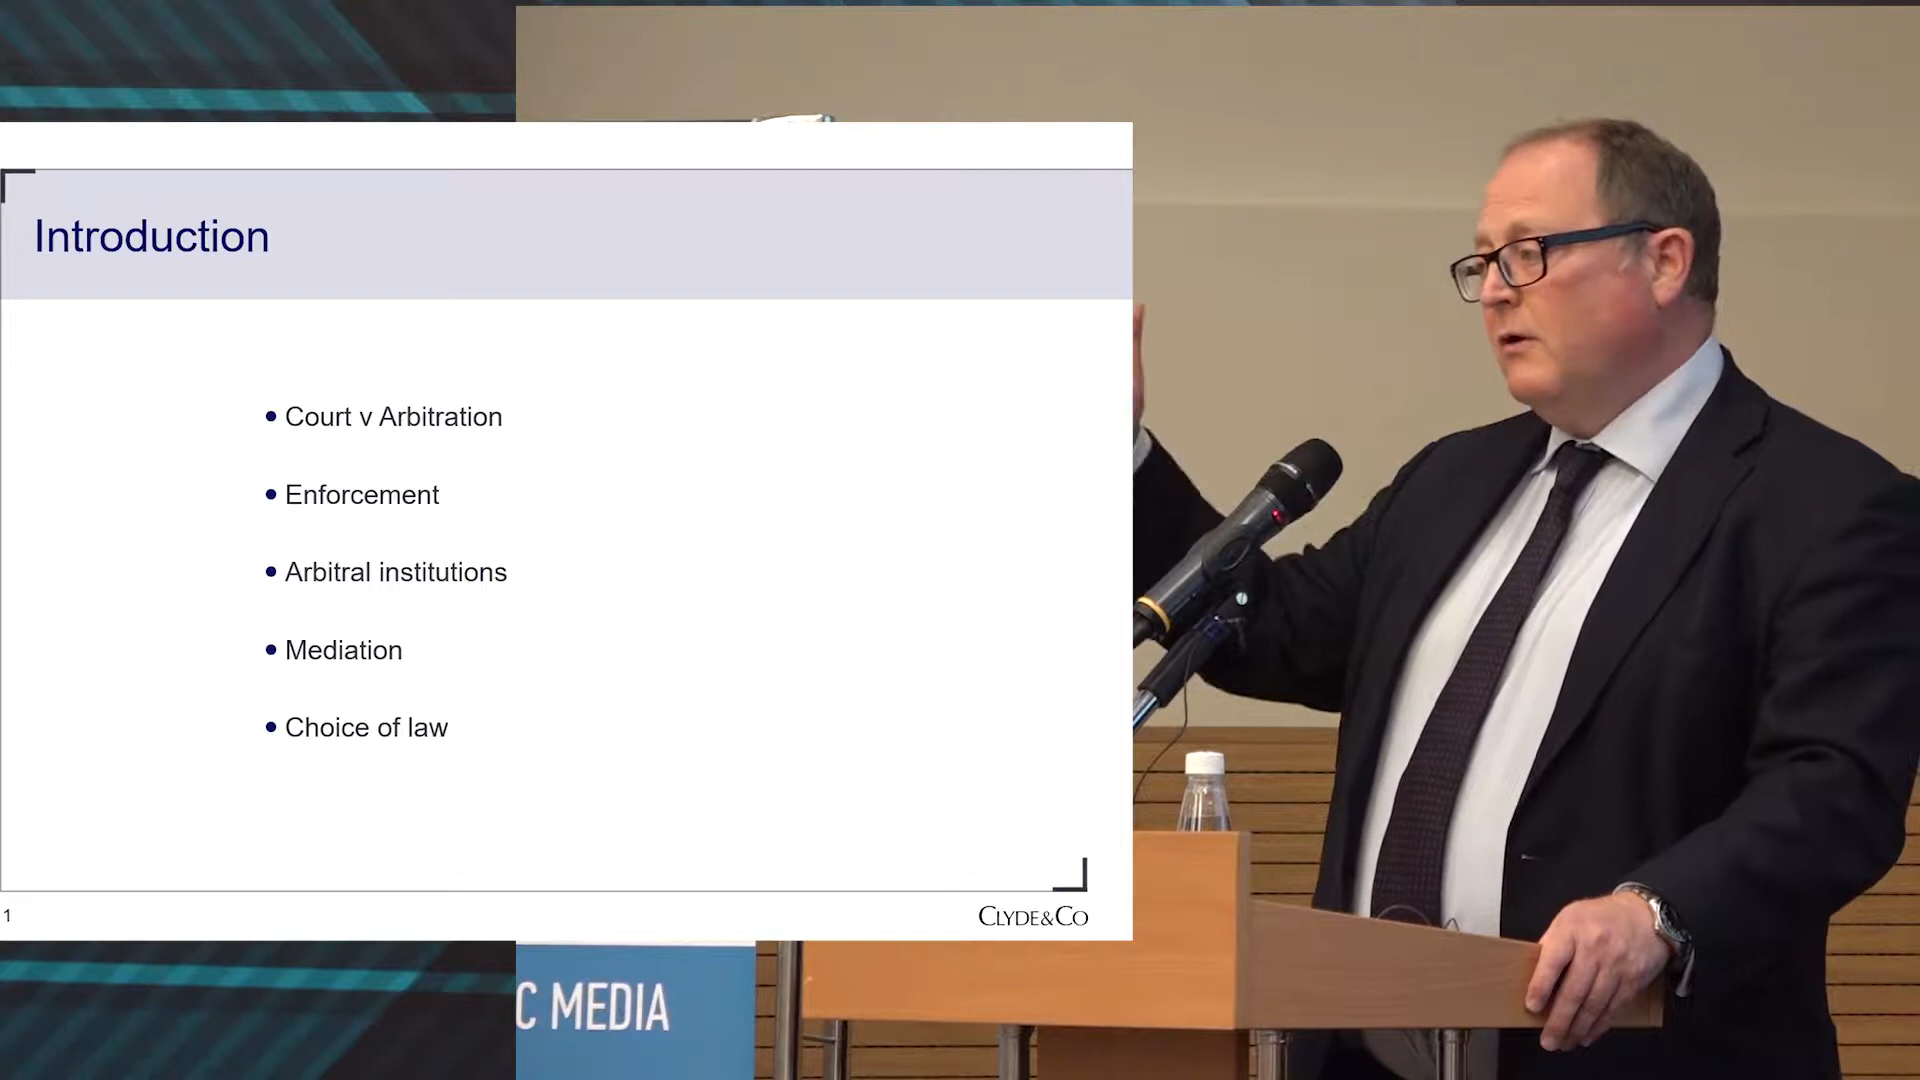 Introduction
• Court v Arbitration
• Enforcement
• Arbitral institutions
• Mediation
• Choice of law
1
CLYDE&CO
C MEDIA